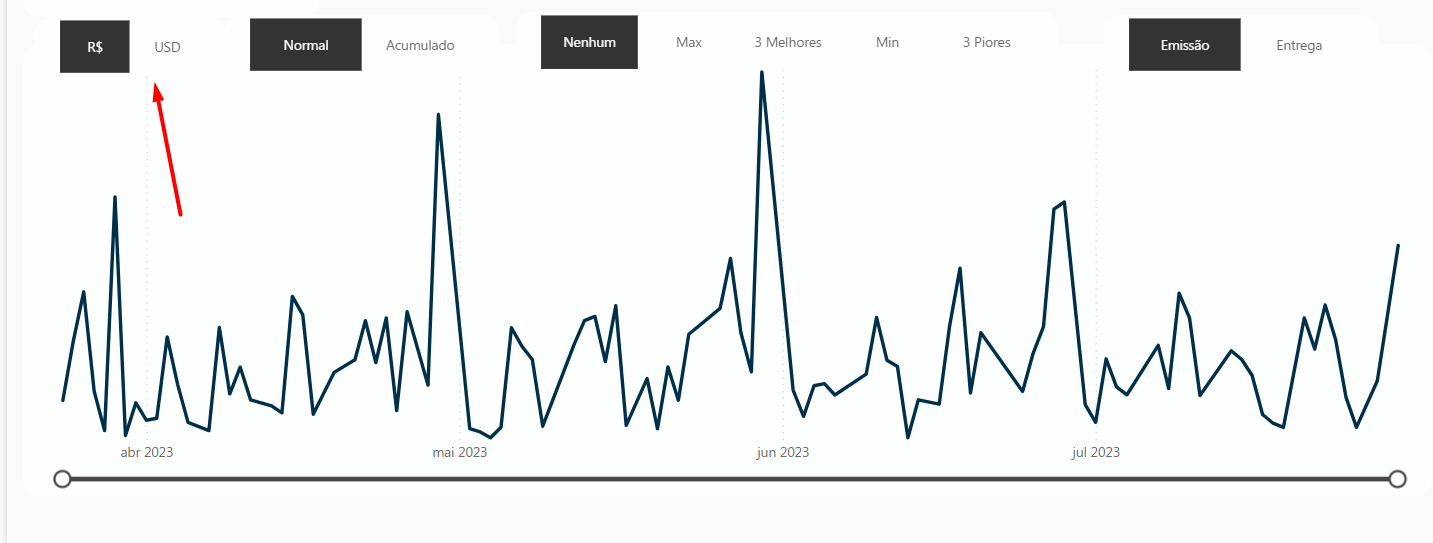 R$ USD Normal Acumulado Nenhum Max 3 Melhores Min 3 Piores Emissão Entrega
abr 2023 mai 2023 jun 2023 jul 2023